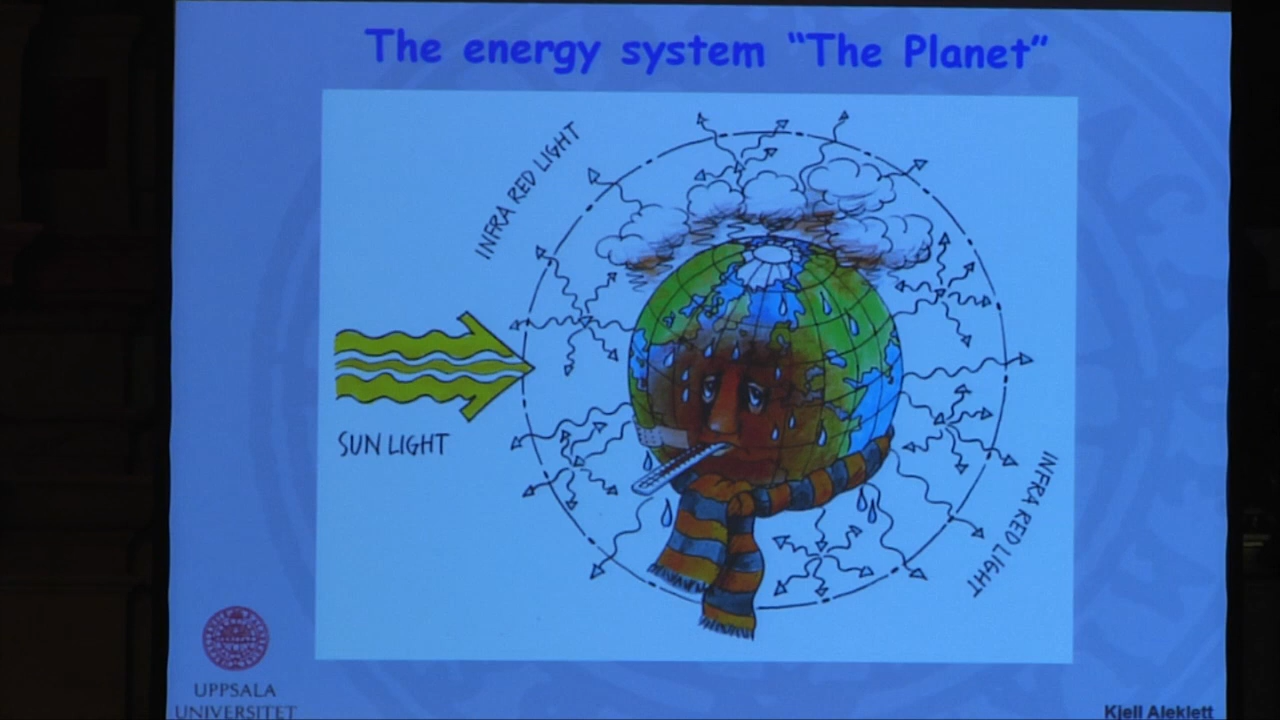 The energy system “The Planet”
INFRA RED LIGHT
SUN LIGHT
INFRA RED LIGHT
UPPSALA
UNIVERSITET
Kjell Aleklett